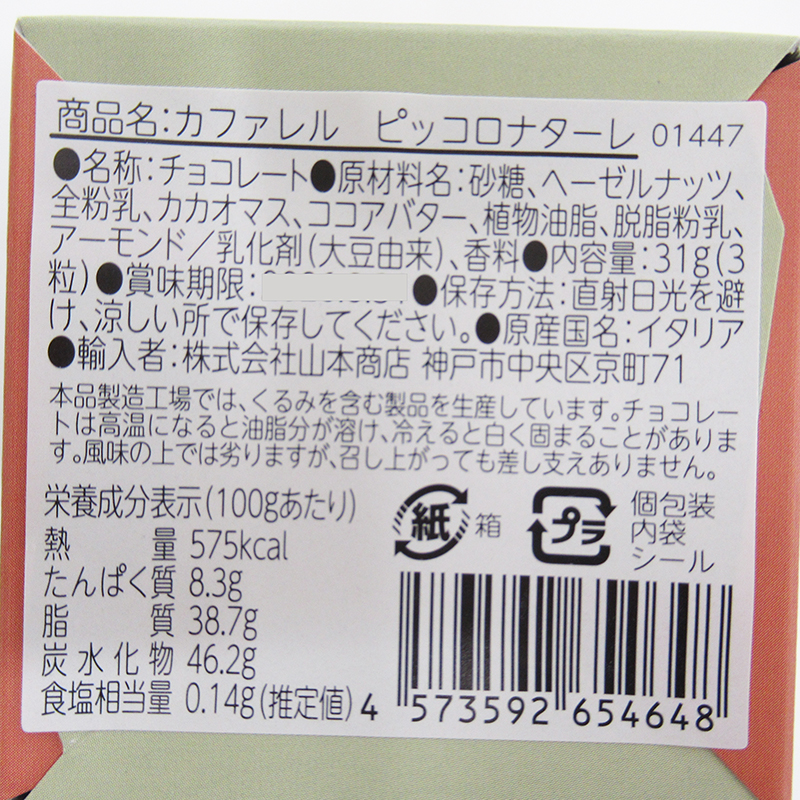 商品名:カファレル ピッコロナターレ 01447
●名称:チョコレート●原材料名:砂糖、ヘーゼルナッツ、
全粉乳、カカオマス、ココアバター、植物油脂、脱脂粉乳、
アーモンド/乳化剤(大豆由来)、香料●内容量:31g(3
粒)●賞味期限: ●保存方法:直射日光を避
け、涼しい所で保存してください。●原産国名:イタリア
●輸入者:株式会社山本商店 神戸市中央区京町71
本品製造工場では、くるみを含む製品を生産しています。チョコレー
トは高温になると油脂分が溶け、冷えると白く固まることがありま
す。風味の上では劣りますが、召し上がっても差し支えありません。
栄養成分表示(100gあたり)
熱量 575kcal
たんぱく質 8.3g
脂質 38.7g
炭水化物 46.2g
食塩相当量 0.14g(推定値)
紙 箱
プラ 個包装
内袋
シール
4 573592 654648